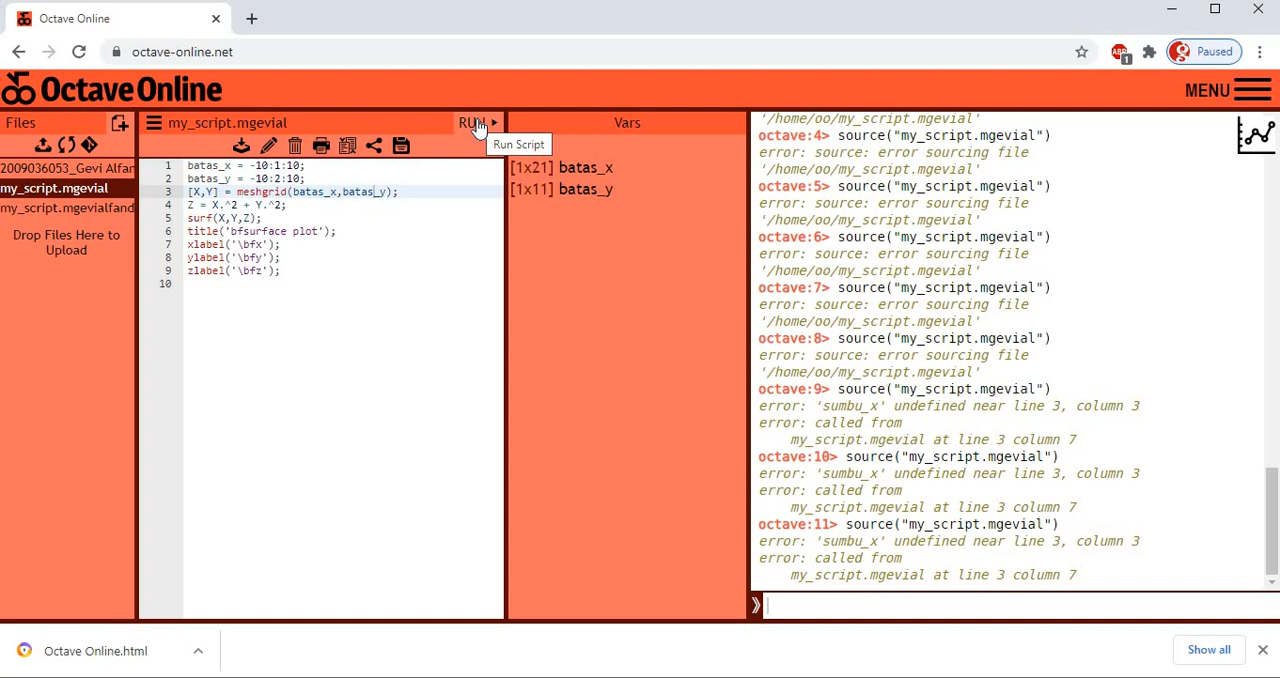 Octave Online
octave-online.net
ABP
1
Paused
Octave Online
MENU
Files
my_script.mgevial
RUN
Vars
Run Script
2009036053_Gevi Alfan
my_script.mgevial
my_script.mgevialfand
Drop Files Here to
Upload
1 batas_x = -10:1:10;
2 batas_y = -10:2:10;
3 [X,Y] = meshgrid(batas_x,batas_y);
4 Z = X.^2 + Y.^2;
5 surf(X,Y,Z);
6 title('bfsurface plot');
7 xlabel('\bfx');
8 ylabel('\bfy');
9 zlabel('\bfz');
10
[1x21] batas_x
[1x11] batas_y
'/home/oo/my_script.mgevial'
octave:4> source("my_script.mgevial")
error: source: error sourcing file
'/home/oo/my_script.mgevial'
octave:5> source("my_script.mgevial")
error: source: error sourcing file
'/home/oo/my_script.mgevial'
octave:6> source("my_script.mgevial")
error: source: error sourcing file
'/home/oo/my_script.mgevial'
octave:7> source("my_script.mgevial")
error: source: error sourcing file
'/home/oo/my_script.mgevial'
octave:8> source("my_script.mgevial")
error: source: error sourcing file
'/home/oo/my_script.mgevial'
octave:9> source("my_script.mgevial")
error: 'sumbu_x' undefined near line 3, column 3
error: called from
my_script.mgevial at line 3 column 7
octave:10> source("my_script.mgevial")
error: 'sumbu_x' undefined near line 3, column 3
error: called from
my_script.mgevial at line 3 column 7
octave:11> source("my_script.mgevial")
error: 'sumbu_x' undefined near line 3, column 3
error: called from
my_script.mgevial at line 3 column 7
Octave Online.html
Show all